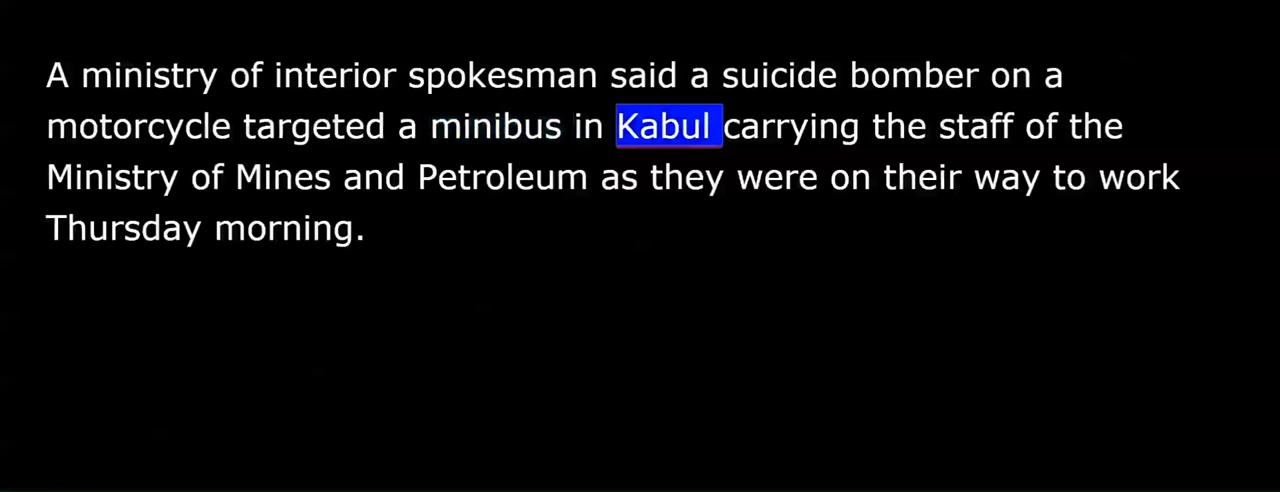 A ministry of interior spokesman said a suicide bomber on a
motorcycle targeted a minibus in Kabul carrying the staff of the
Ministry of Mines and Petroleum as they were on their way to work
Thursday morning.